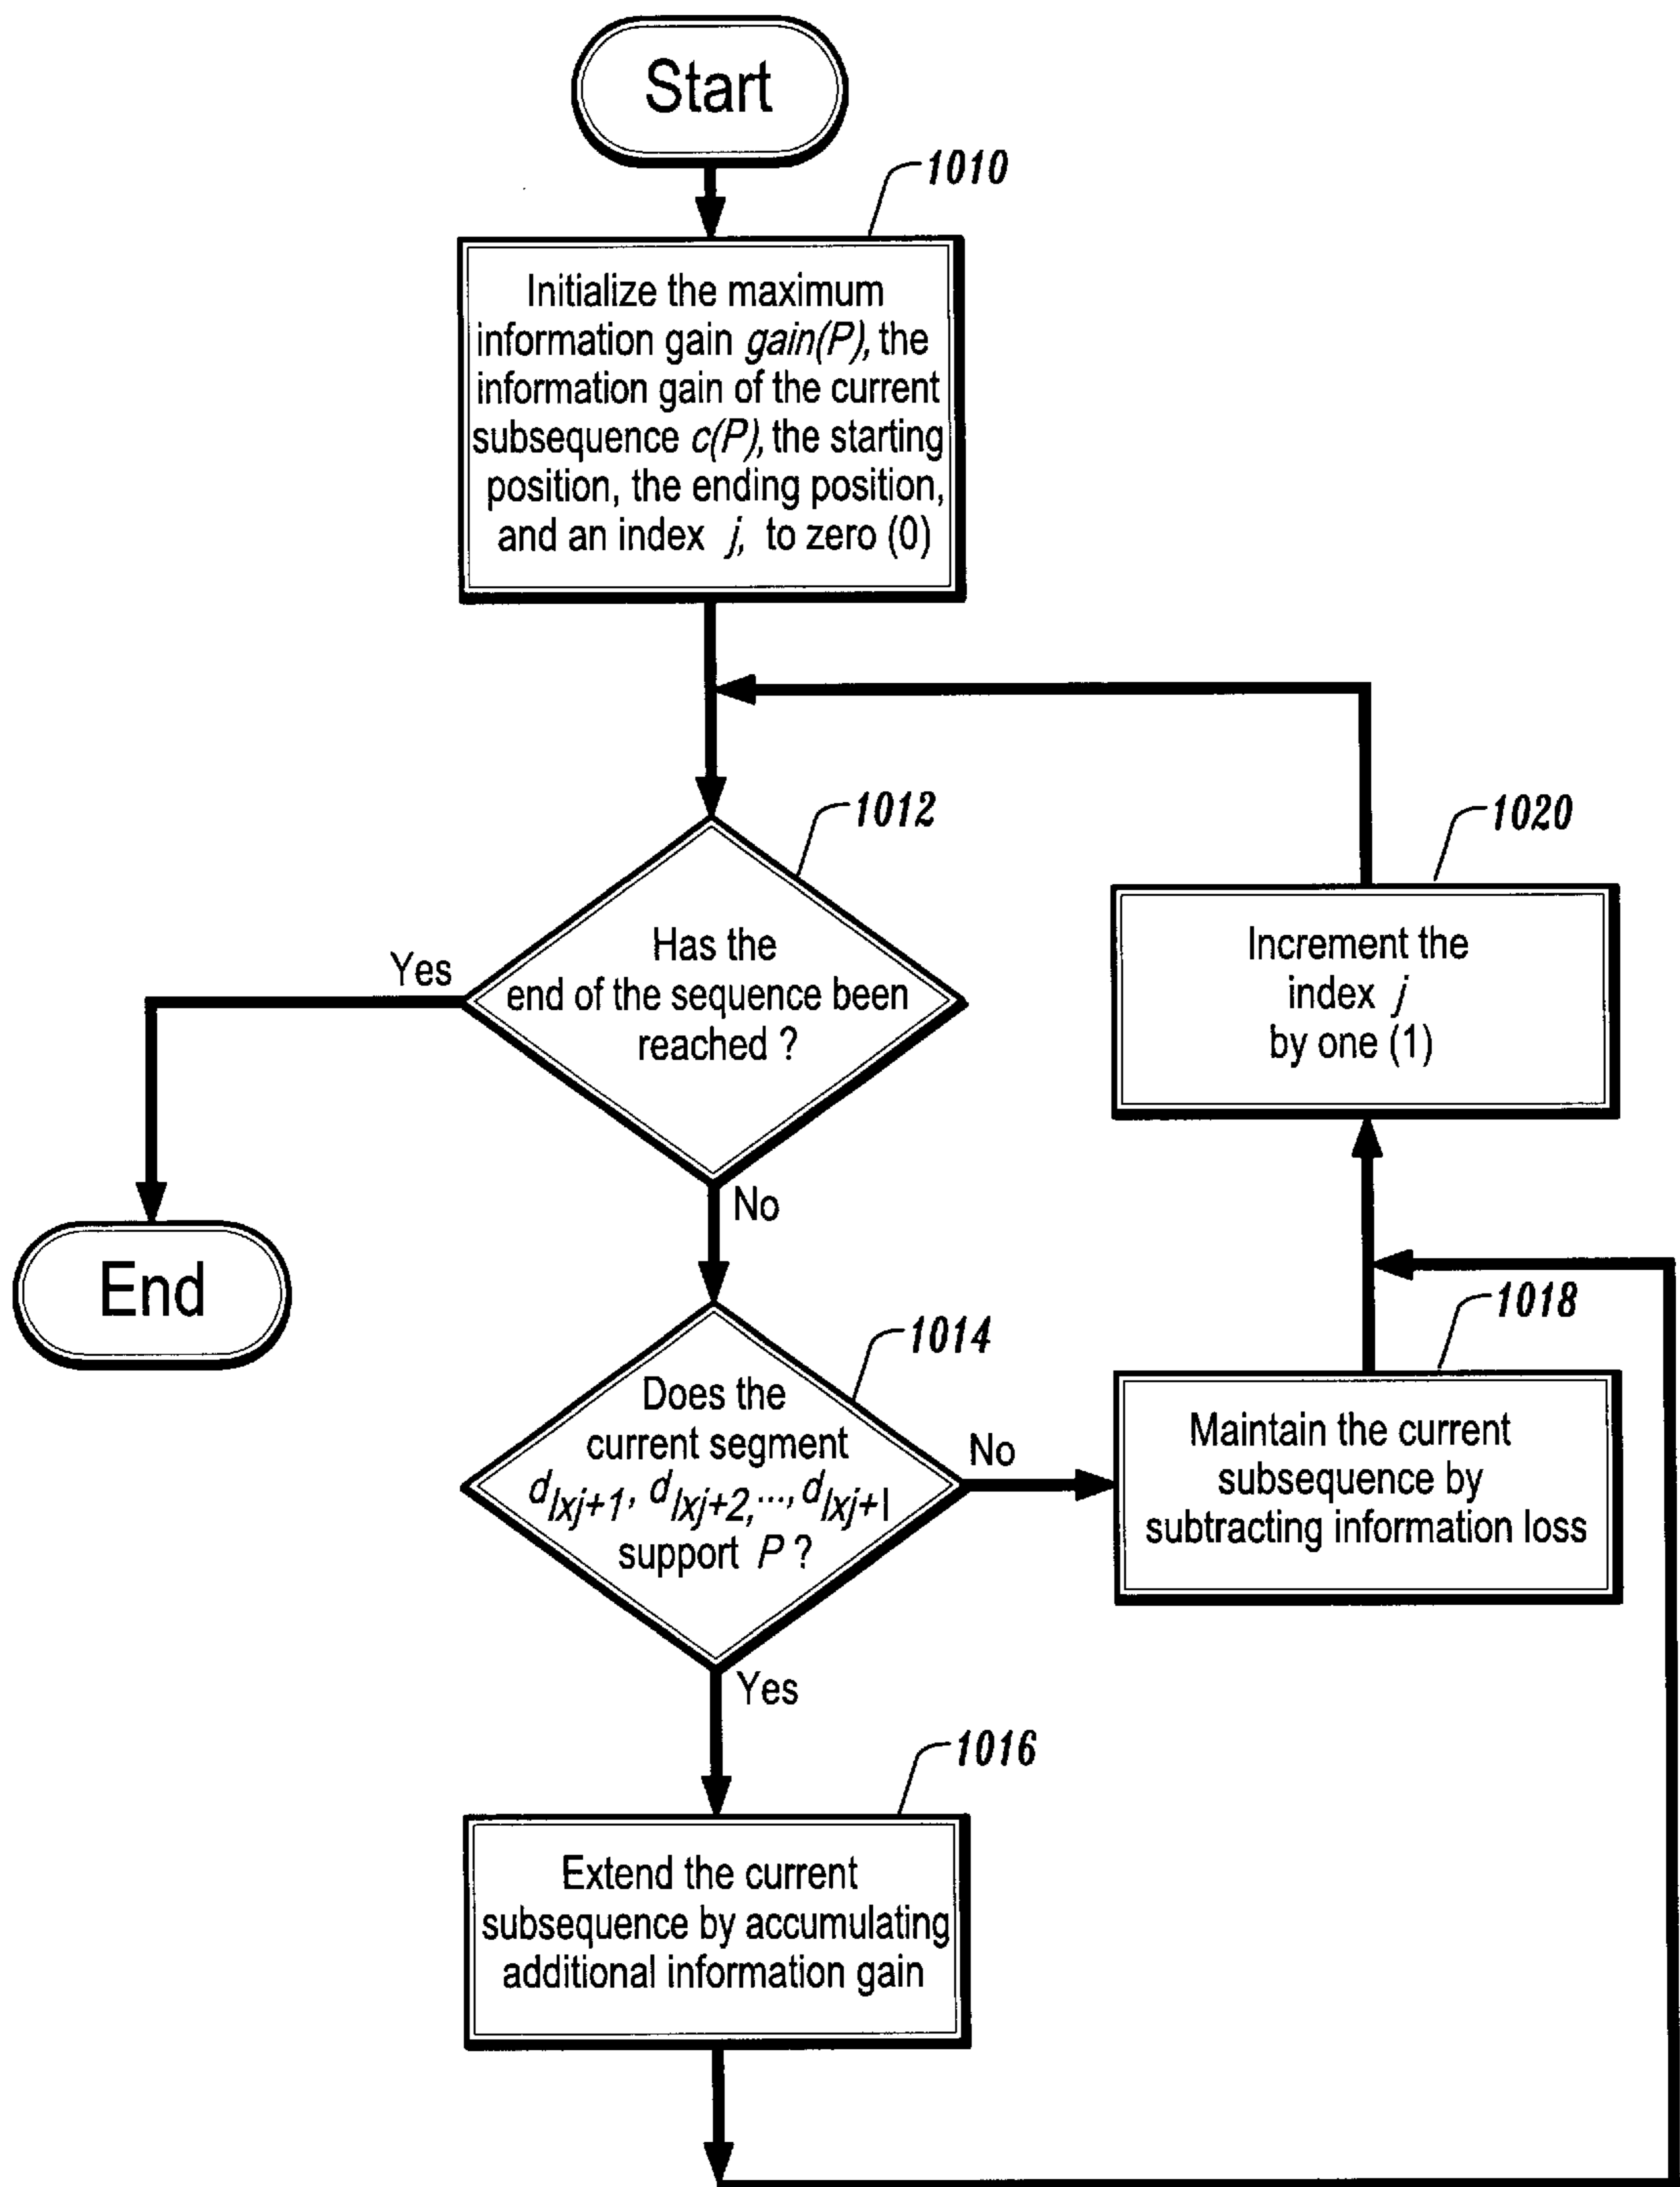 Start
1010
Initialize the maximum
information gain gain(P), the
information gain of the current
subsequence c(P), the starting
position, the ending position,
and an index j, to zero (0)
1012
Has the
end of the sequence been
reached ?
Yes
No
End
1020
Increment the
index j
by one (1)
1014
Does the
current segment
dlxj+1, dlxj+2,..., dlxj+l
support P ?
No
Yes
1018
Maintain the current
subsequence by
subtracting information loss
1016
Extend the current
subsequence by accumulating
additional information gain